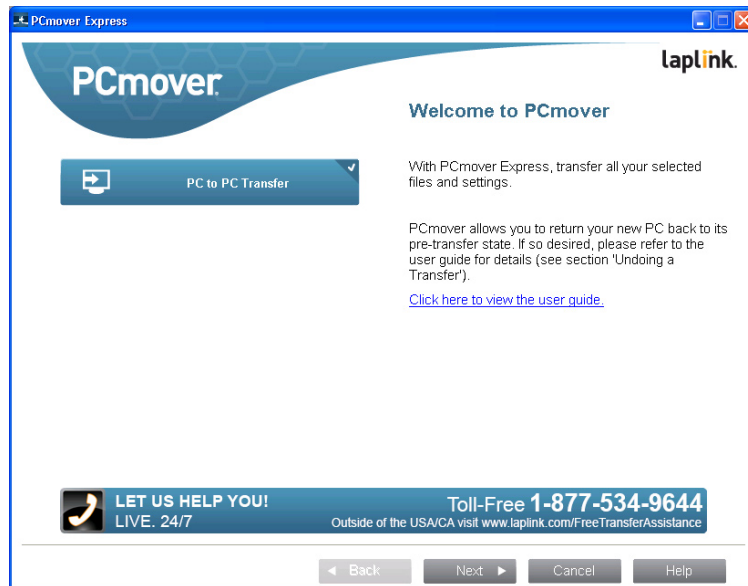 PCmover Express
laplink.
PCmover
Welcome to PCmover
PC to PC Transfer
With PCmover Express, transfer all your selected
files and settings.
PCmover allows you to return your new PC back to its
pre-transfer state. If so desired, please refer to the
user guide for details (see section 'Undoing a
Transfer').
Click here to view the user guide.
LET US HELP YOU!
LIVE. 24/7
Toll-Free 1-877-534-9644
Outside of the USA/CA visit www.laplink.com/FreeTransferAssistance
Back
Next
Cancel
Help